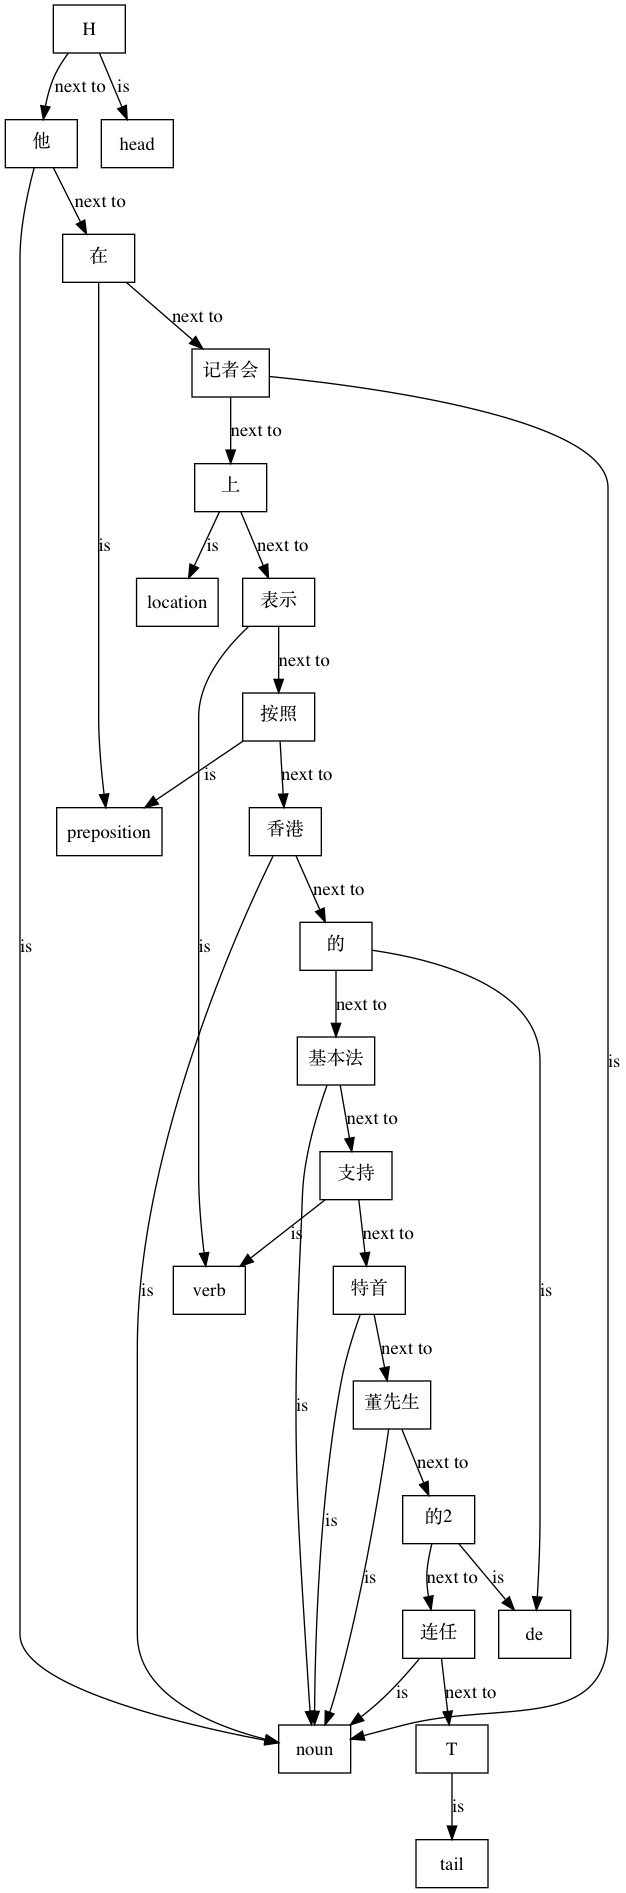 H
next to
is
他
head
next to
在
next to
记者会
next to
上
is
is
next to
location
表示
next to
按照
is
next to
preposition
香港
next to
is
is
的
next to
is
基本法
next to
支持
is
next to
is
verb
特首
is
next to
is
董先生
next to
is
的2
is
next to
is
de
连任
is
next to
noun
T
is
tail